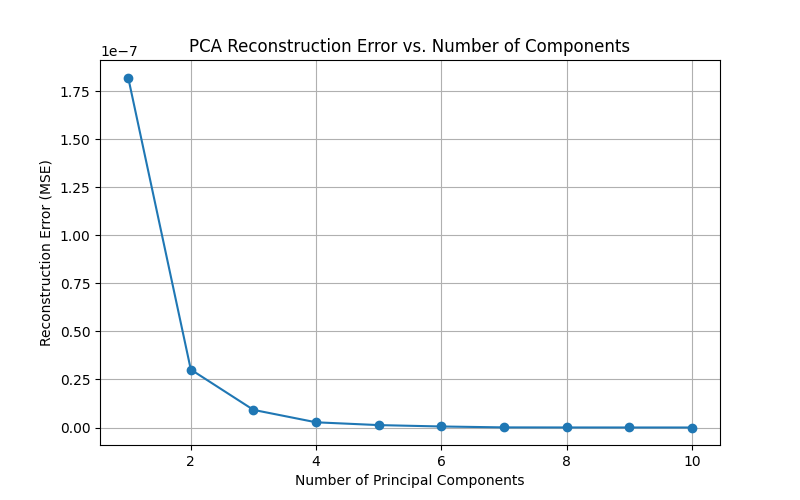 PCA Reconstruction Error vs. Number of Components
1e−7
1.75
1.50
1.25
1.00
0.75
0.50
0.25
0.00
Reconstruction Error (MSE)
2 4 6 8 10
Number of Principal Components